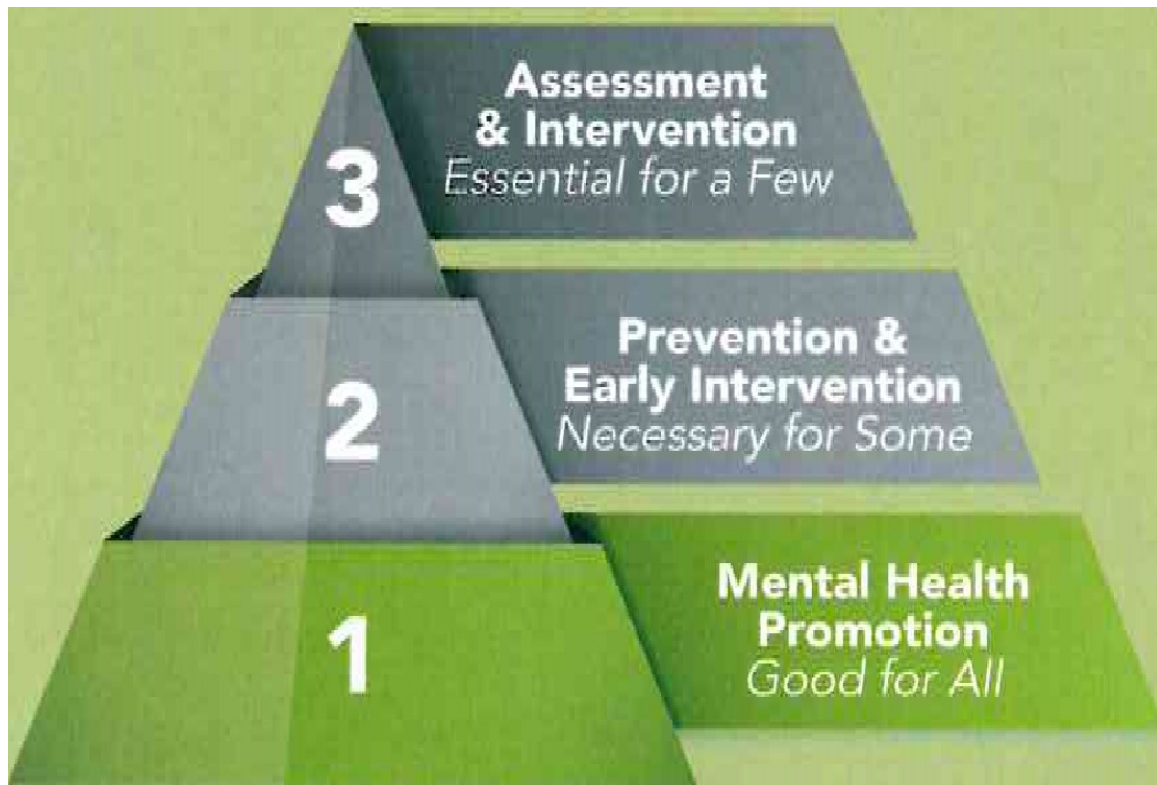 3
Assessment
& Intervention
Essential for a Few
2
Prevention &
Early Intervention
Necessary for Some
1
Mental Health
Promotion
Good for All